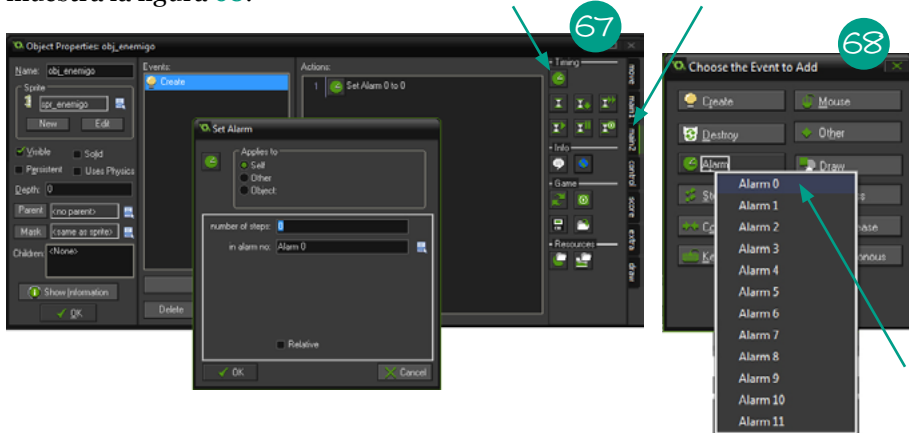 muestra la figura 68.
67
68
Object Properties: obj_enemigo
Name: obj_enemigo
Sprite
spr_enemigo
New Edit
Visible Solid
Persistent Uses Physics
Depth: 0
Parent <no parent>
Mask <same as sprite>
Children: <None>
Show Information
OK
Events:
Create
Delete
Actions:
1 Set Alarm 0 to 0
Timing
Info
Game
Resources
move
main1
main2
control
score
extra
draw
Set Alarm
Applies to
Self
Other
Object:
number of steps: 0
in alarm no: Alarm 0
Relative
OK Cancel
Choose the Event to Add
Create Mouse
Destroy Other
Alarm Draw
Alarm 0
Alarm 1
Alarm 2
Alarm 3
Alarm 4
Alarm 5
Alarm 6
Alarm 7
Alarm 8
Alarm 9
Alarm 10
Alarm 11